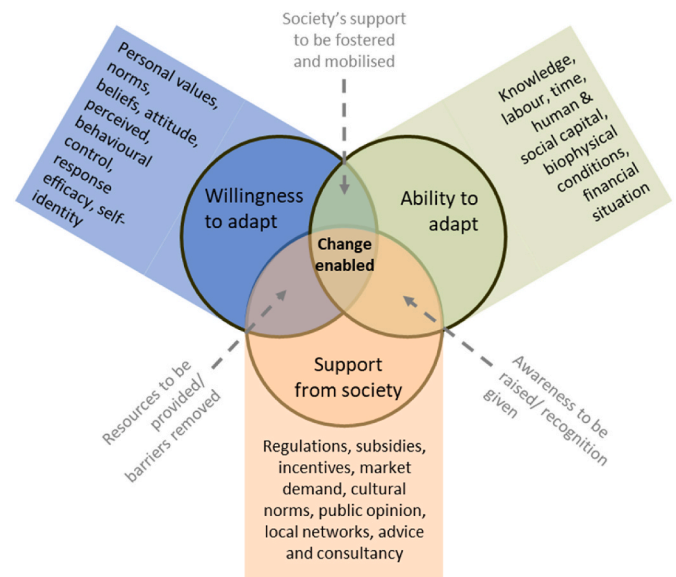 Society's support
to be fostered
and mobilised
Personal values,
norms,
beliefs, attitude,
perceived,
behavioural
control,
response
efficacy, self-
identity
Knowledge,
labour, time,
human &
social capital,
biophysical
conditions,
financial
situation
Willingness
to adapt
Ability to
adapt
Change
enabled
Support
from society
Resources to be
provided/
barriers removed
Awareness to be
raised/ recognition
given
Regulations, subsidies,
incentives, market
demand, cultural
norms, public opinion,
local networks, advice
and consultancy